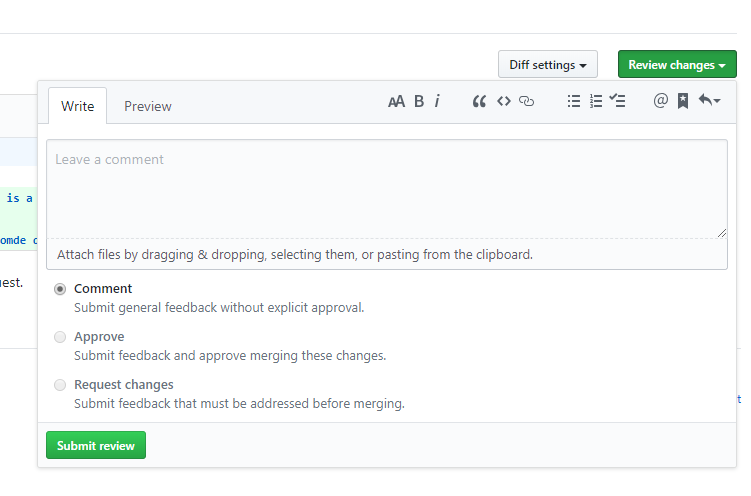 Diff settings
Review changes
Write
Preview
AA B i
Leave a comment
is a
omde
Attach files by dragging & dropping, selecting them, or pasting from the clipboard.
est.
Comment
Submit general feedback without explicit approval.
Approve
Submit feedback and approve merging these changes.
Request changes
Submit feedback that must be addressed before merging.
Submit review